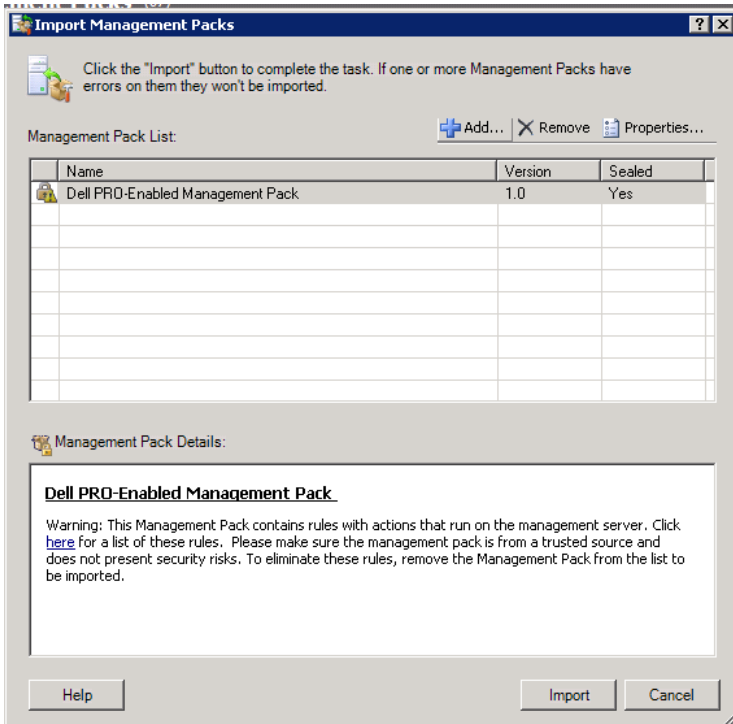 Import Management Packs
Click the "Import" button to complete the task. If one or more Management Packs have
errors on them they won't be imported.
Management Pack List:
Add... Remove Properties...
Name Version Sealed
Dell PRO-Enabled Management Pack 1.0 Yes
Management Pack Details:
Dell PRO-Enabled Management Pack
Warning: This Management Pack contains rules with actions that run on the management server. Click
here for a list of these rules. Please make sure the management pack is from a trusted source and
does not present security risks. To eliminate these rules, remove the Management Pack from the list to
be imported.
Help Import Cancel